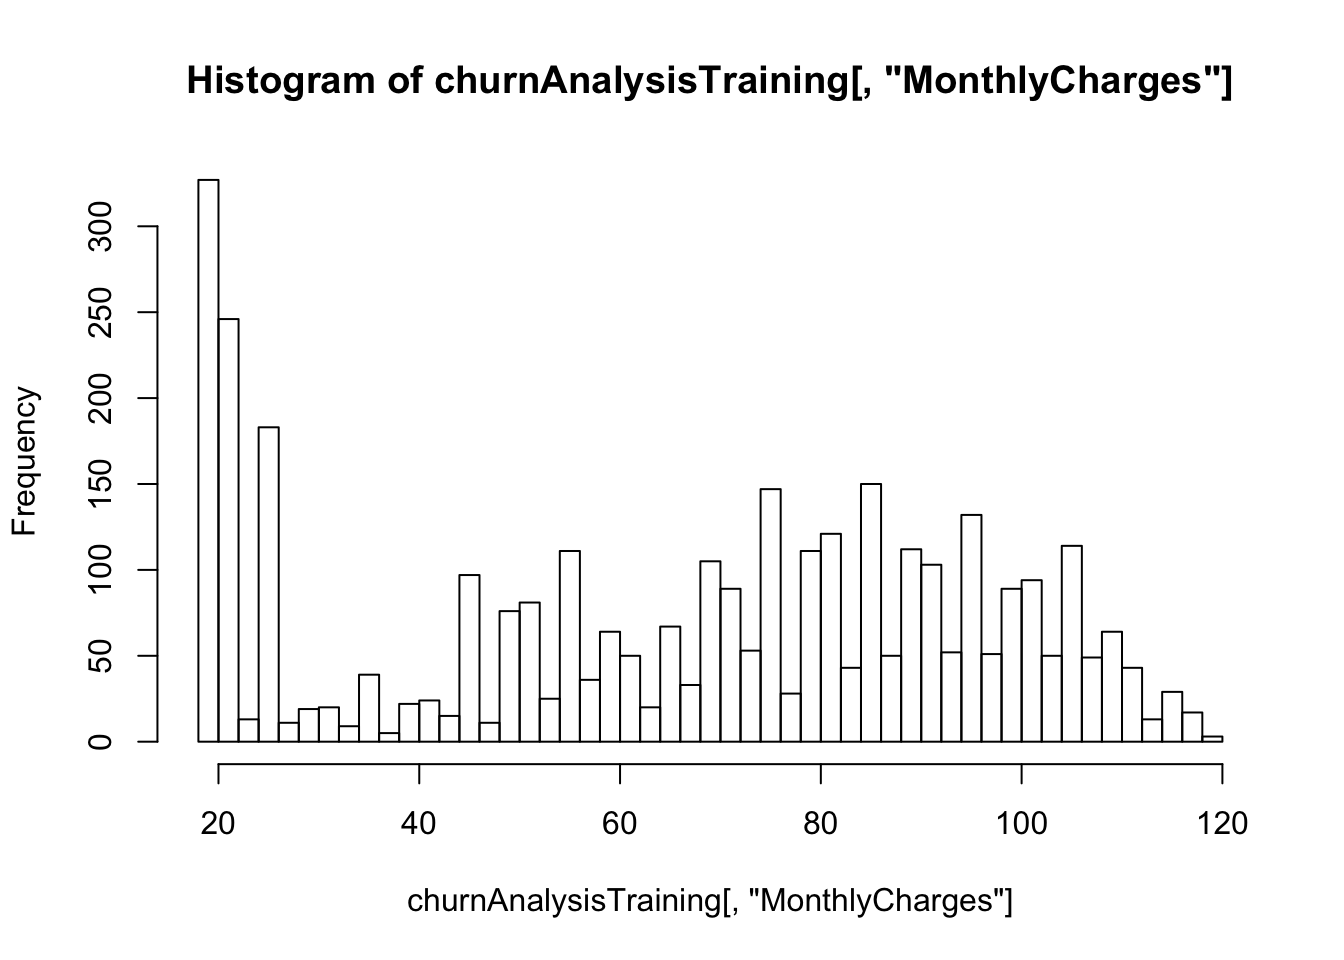 Histogram of churnAnalysisTraining[, "MonthlyCharges"]
Frequency
300
250
200
150
100
50
0
20 40 60 80 100 120
churnAnalysisTraining[, "MonthlyCharges"]